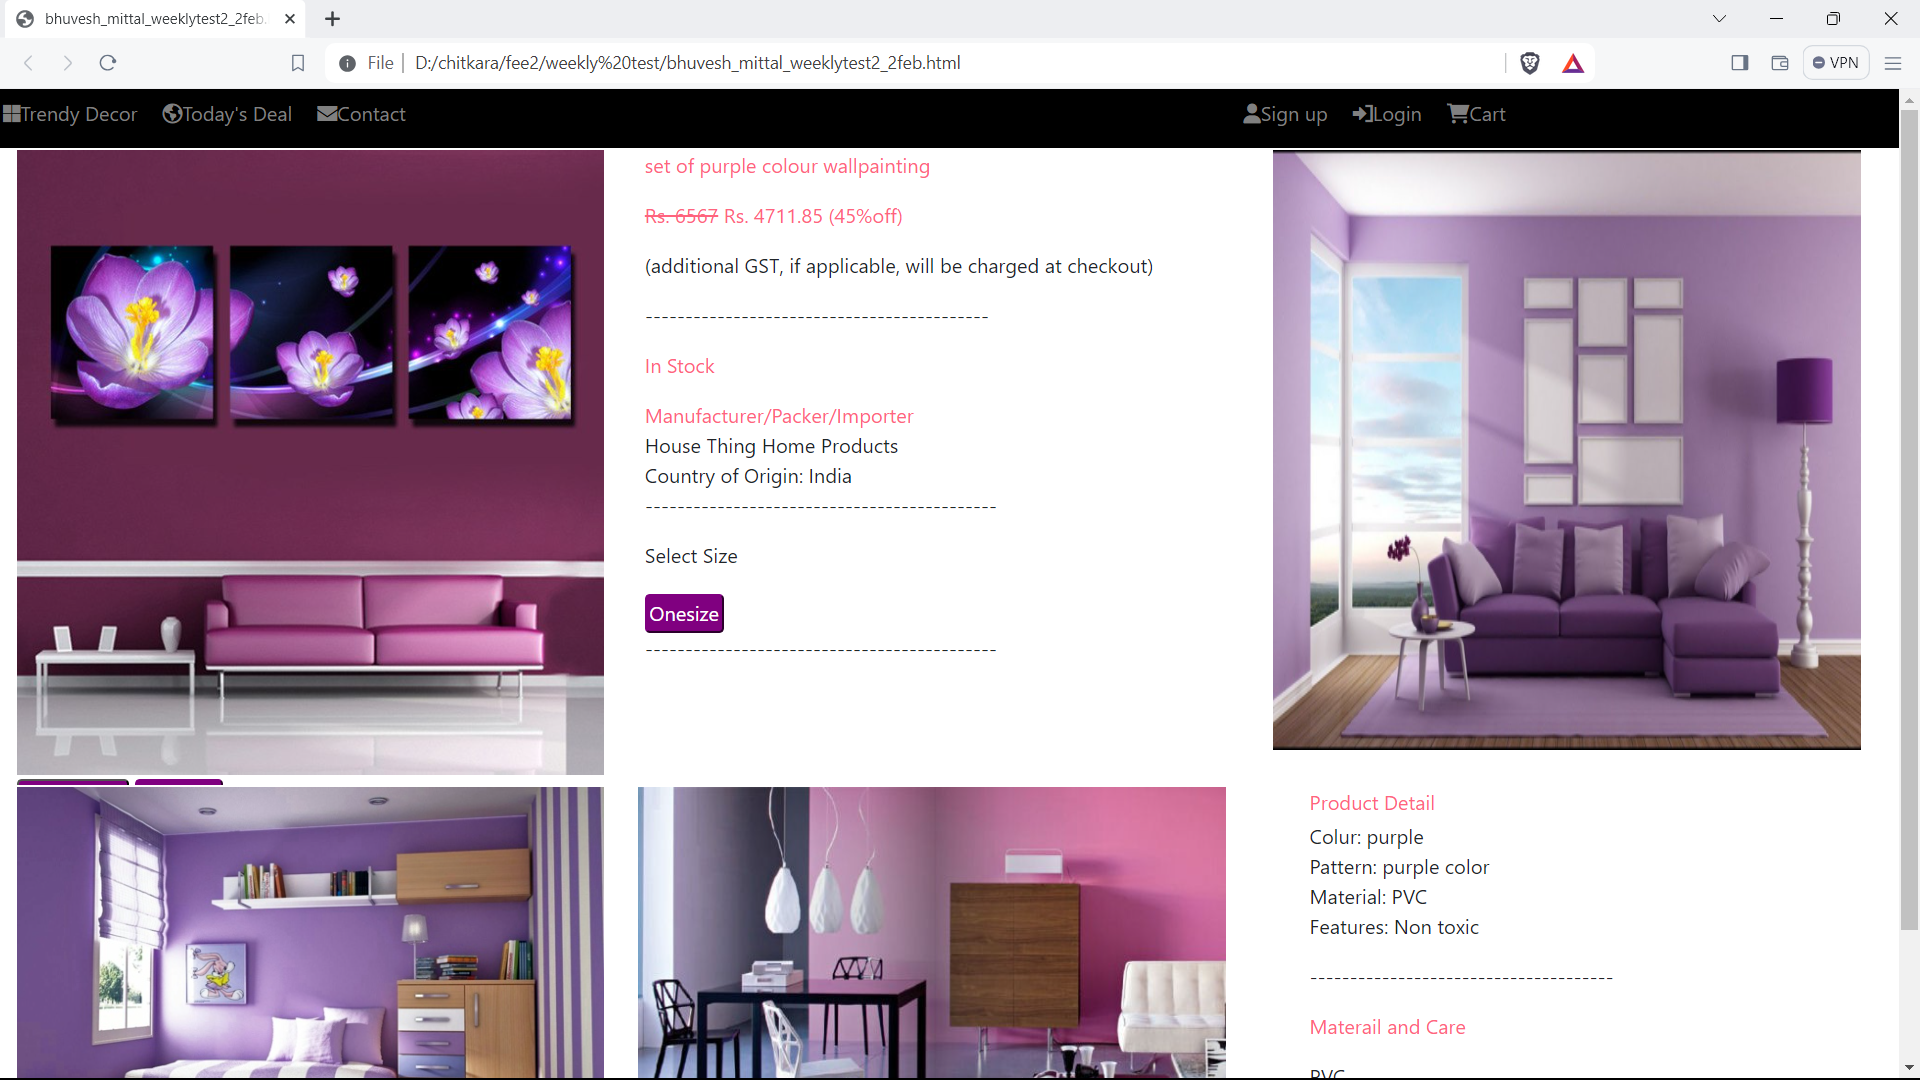 bhuvesh_mittal_weeklytest2_2feb.
File
D:/chitkara/fee2/weekly%20test/bhuvesh_mittal_weeklytest2_2feb.html
VPN
Trendy Decor Today's Deal Contact Sign up Login Cart
set of purple colour wallpainting
Rs. 6567 Rs. 4711.85 (45%off)
(additional GST, if applicable, will be charged at checkout)
-------------------------------------------
In Stock
Manufacturer/Packer/Importer
House Thing Home Products
Country of Origin: India
--------------------------------------------
Select Size
Onesize
--------------------------------------------
Product Detail
Colur: purple
Pattern: purple color
Material: PVC
Features: Non toxic
--------------------------------------
Materail and Care
PVC